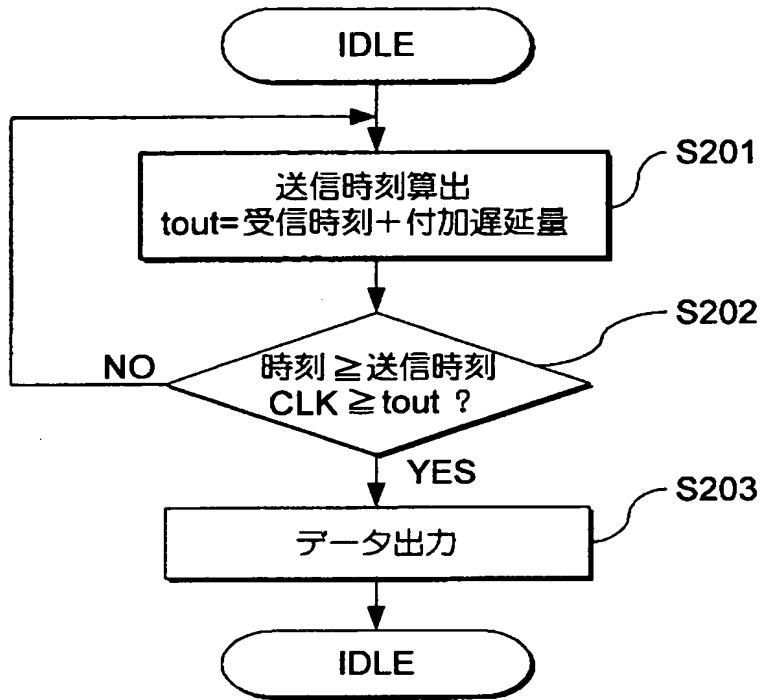 IDLE
送信時刻算出
tout=受信時刻+付加遅延量
S201
時刻≧送信時刻
CLK≧tout ?
S202
NO
YES
データ出力
S203
IDLE